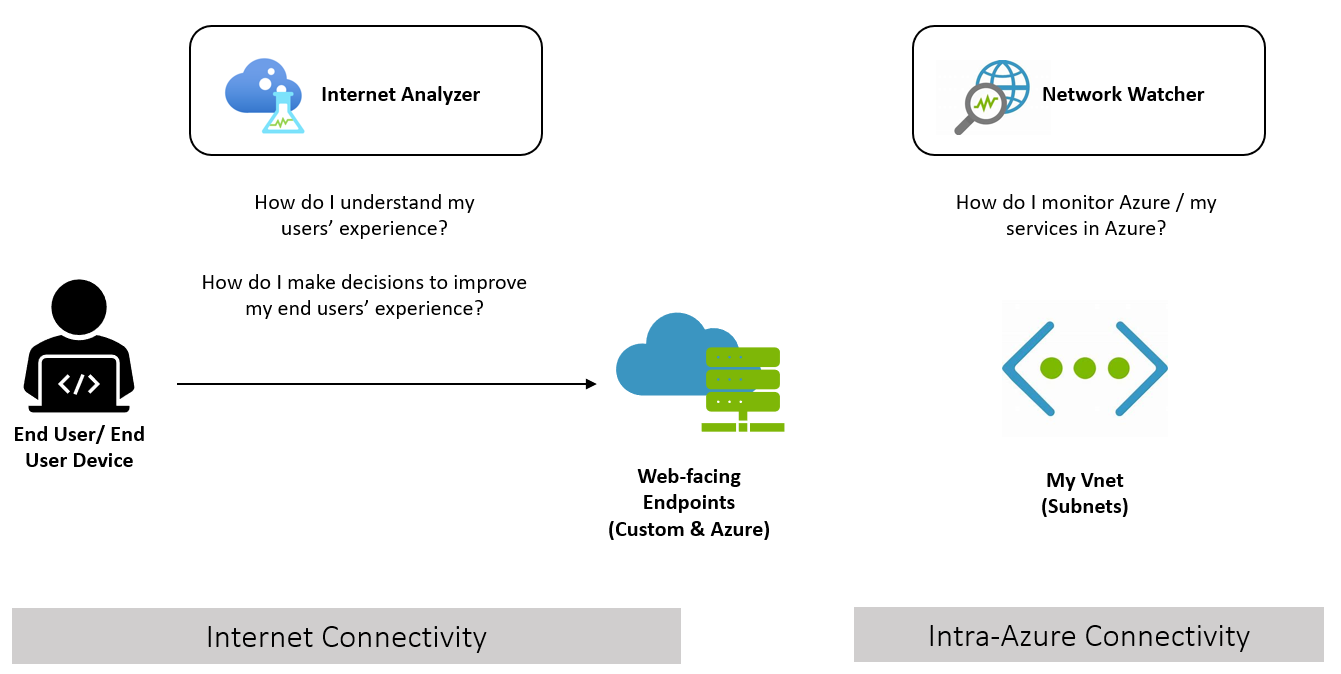 Internet Analyzer
Network Watcher
How do I understand my
users’ experience?
How do I monitor Azure / my
services in Azure?
How do I make decisions to improve
my end users’ experience?
</>
End User/ End
User Device
Web-facing
Endpoints
(Custom & Azure)
My Vnet
(Subnets)
Internet Connectivity
Intra-Azure Connectivity